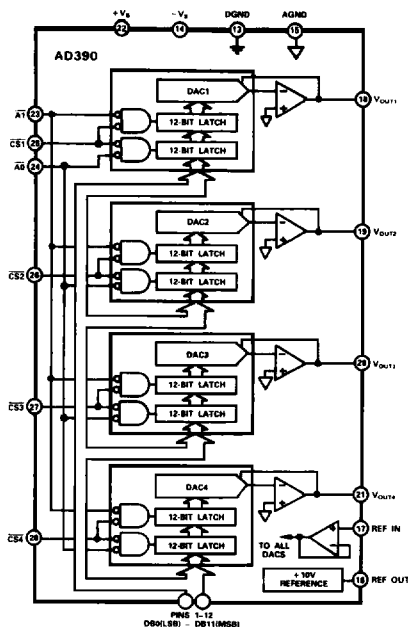 +VS -VS DGND AGND
22 14 13 15
AD390
DAC1
A1 23
12-BIT LATCH
18 VOUT1
CS1 25
12-BIT LATCH
A0 24
DAC2
19 VOUT2
12-BIT LATCH
CS2 26
12-BIT LATCH
DAC3
20 VOUT3
12-BIT LATCH
CS3 27
12-BIT LATCH
DAC4
21 VOUT4
12-BIT LATCH
17 REF IN
CS4 28
TO ALL
DACS
12-BIT LATCH
+10V
REFERENCE
16 REF OUT
PINS 1-12
DB0(LSB) - DB11(MSB)